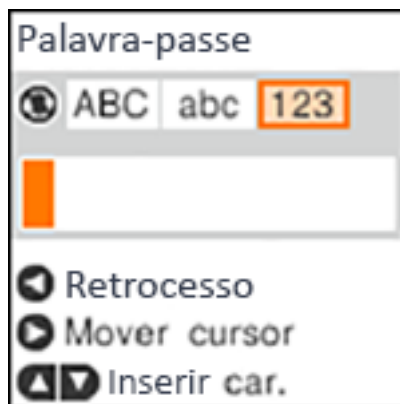 Palavra-passe
ABC abc 123
Retrocesso
Mover cursor
Inserir car.